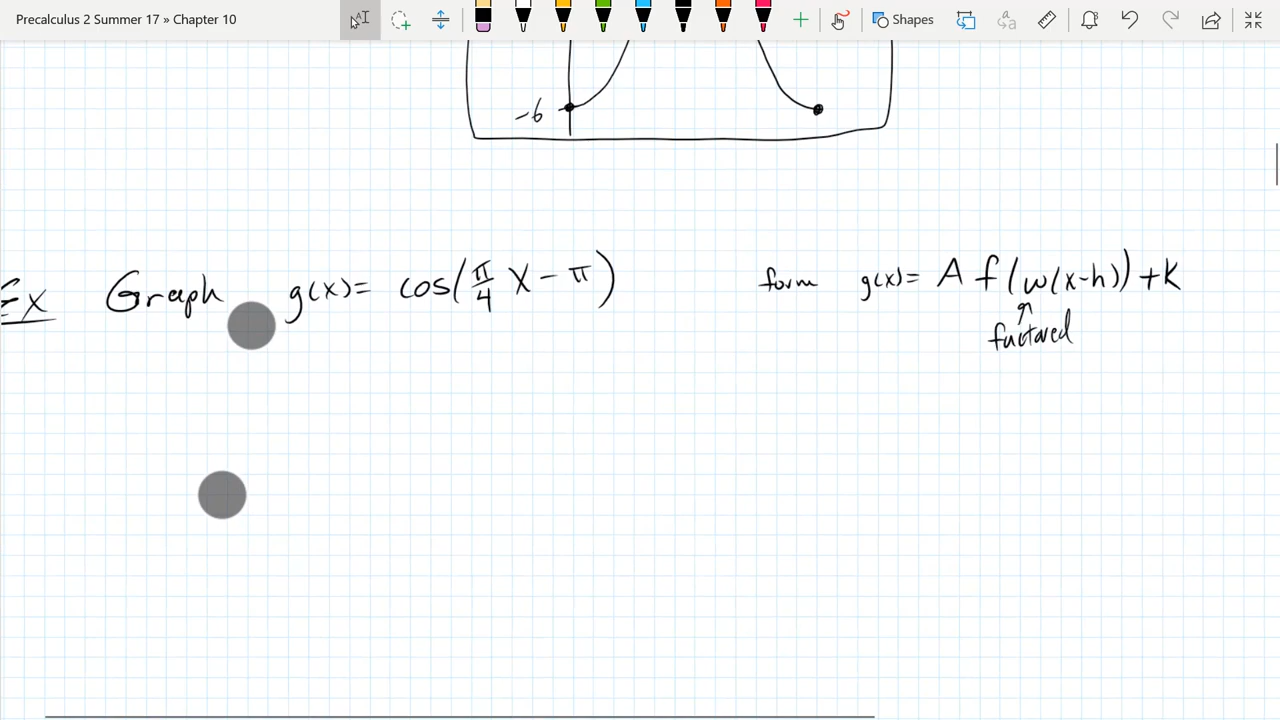 Precalculus 2 Summer 17 » Chapter 10
Shapes
-6
Ex Graph g(x)= cos(π/4 x - π) form g(x)= A f(w(x-h))+K
↑
factored